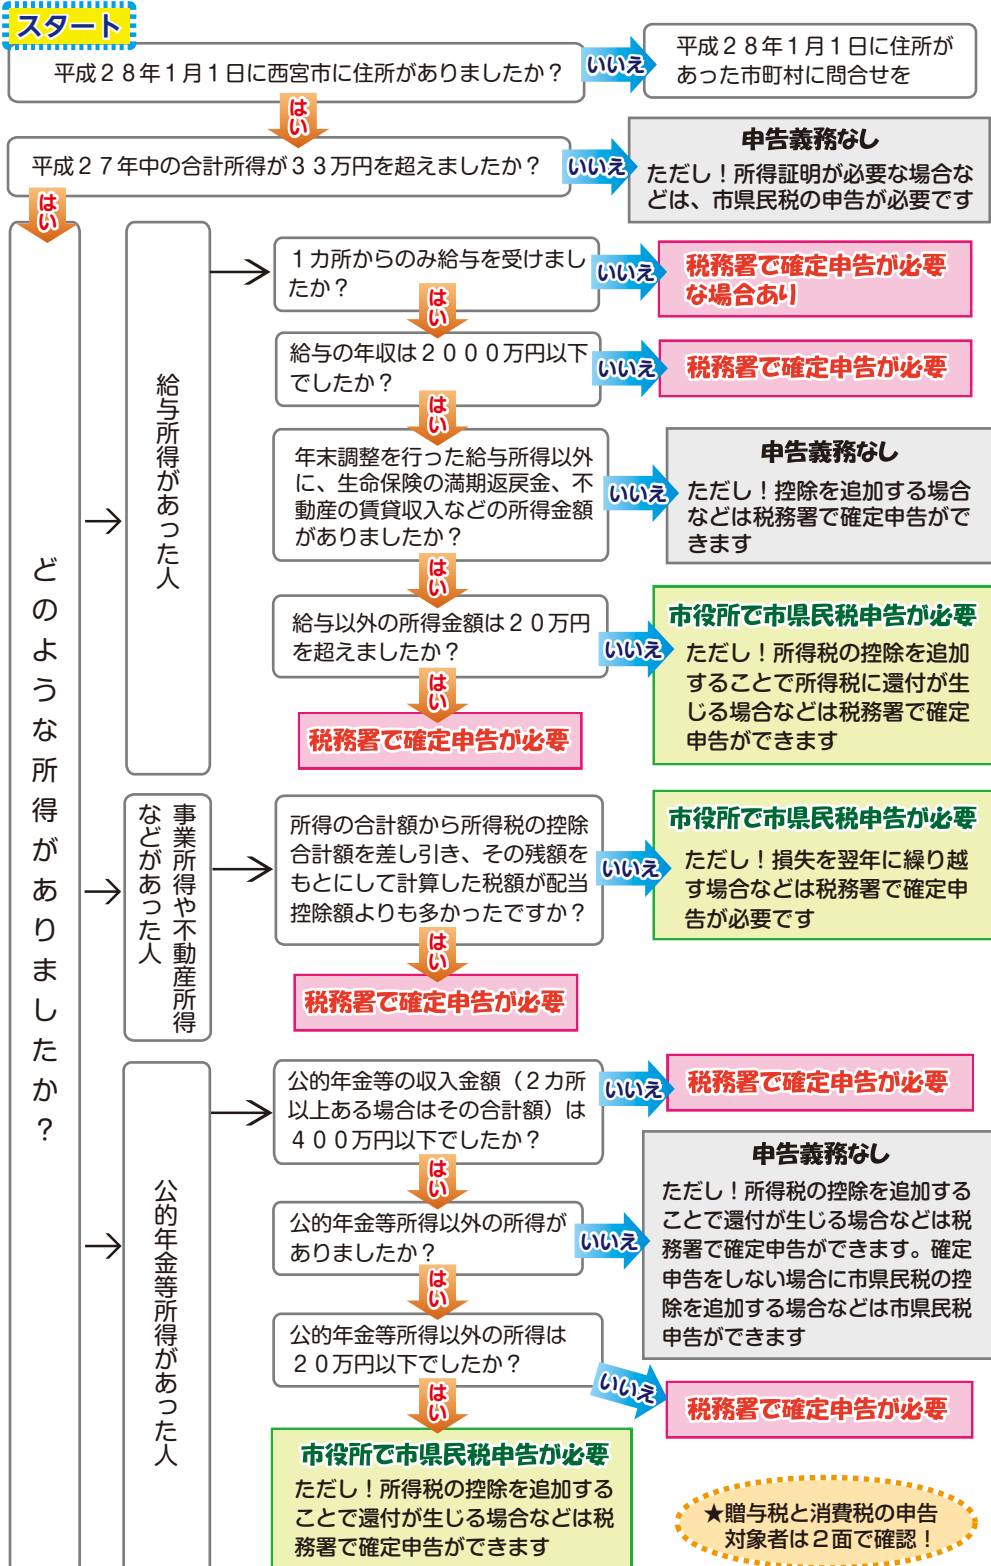 スタート
平成２８年１月１日に西宮市に住所がありましたか？
いいえ
平成２８年１月１日に住所が
あった市町村に問合せを
はい
平成２７年中の合計所得が３３万円を超えましたか？
いいえ
申告義務なし
ただし！所得証明が必要な場合な
どは、市県民税の申告が必要です
はい
どのような所得がありましたか？
給与所得があった人
１カ所からのみ給与を受けまし
たか？
いいえ
税務署で確定申告が必要
な場合あり
はい
給与の年収は２０００万円以下
でしたか？
いいえ
税務署で確定申告が必要
はい
年末調整を行った給与所得以外
に、生命保険の満期返戻金、不
動産の賃貸収入などの所得金額
がありましたか？
いいえ
申告義務なし
ただし！控除を追加する場合
などは税務署で確定申告がで
きます
はい
給与以外の所得金額は２０万円
を超えましたか？
いいえ
市役所で市県民税申告が必要
ただし！所得税の控除を追加
することで所得税に還付が生
じる場合などは税務署で確定
申告ができます
はい
税務署で確定申告が必要
事業所得や不動産所得
などがあった人
所得の合計額から所得税の控除
合計額を差し引き、その残額を
もとにして計算した税額が配当
控除額よりも多かったですか？
いいえ
市役所で市県民税申告が必要
ただし！損失を翌年に繰り越
す場合などは税務署で確定申
告が必要です
はい
税務署で確定申告が必要
公的年金等所得があった人
公的年金等の収入金額（２カ所
以上ある場合はその合計額）は
４００万円以下でしたか？
いいえ
税務署で確定申告が必要
はい
公的年金等所得以外の所得が
ありましたか？
いいえ
申告義務なし
ただし！所得税の控除を追加する
ことで還付が生じる場合などは税
務署で確定申告ができます。確定
申告をしない場合に市県民税の控
除を追加する場合などは市県民税
申告ができます
はい
公的年金等所得以外の所得は
２０万円以下でしたか？
いいえ
税務署で確定申告が必要
はい
市役所で市県民税申告が必要
ただし！所得税の控除を追加する
ことで還付が生じる場合などは税
務署で確定申告ができます
★贈与税と消費税の申告
対象者は２面で確認！